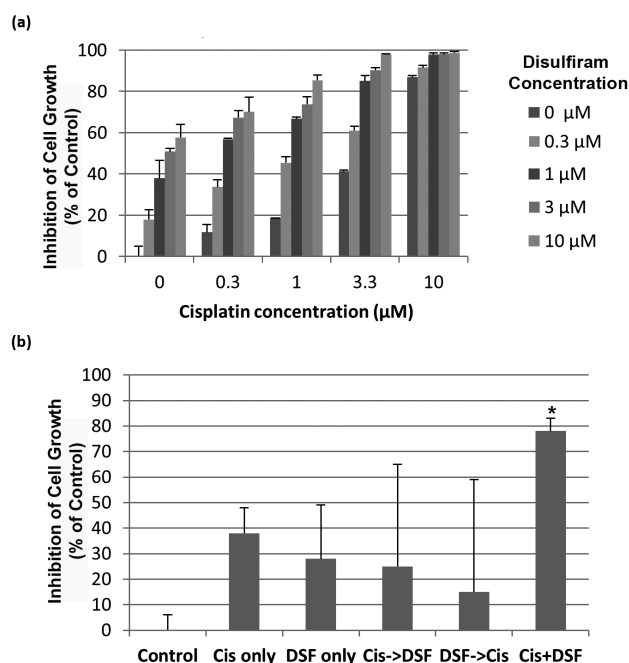 (a)
Inhibition of Cell Growth
(% of Control)
100
80
60
40
20
0
0 0.3 1 3.3 10
Cisplatin concentration (µM)
Disulfiram
Concentration
0 µM
0.3 µM
1 µM
3 µM
10 µM
(b)
Inhibition of Cell Growth
(% of Control)
100
90
80
70
60
50
40
30
20
10
0
*
Control Cis only DSF only Cis->DSF DSF->Cis Cis+DSF